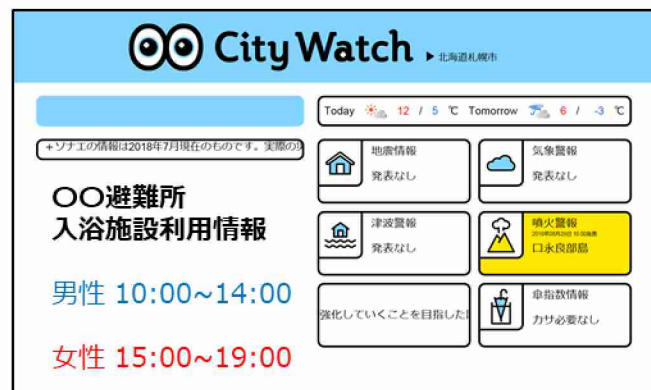 City Watch ▶ 北海道札幌市
Today 12 / 5 ℃ Tomorrow 6 / -3 ℃
+ソナエの情報は2018年7月現在のものです。実際の
〇〇避難所
入浴施設利用情報
男性 10:00~14:00
女性 15:00~19:00
地震情報
発表なし
気象警報
発表なし
津波警報
発表なし
噴火警報
口永良部島
強化していくことを目指した
傘指数情報
カサ必要なし